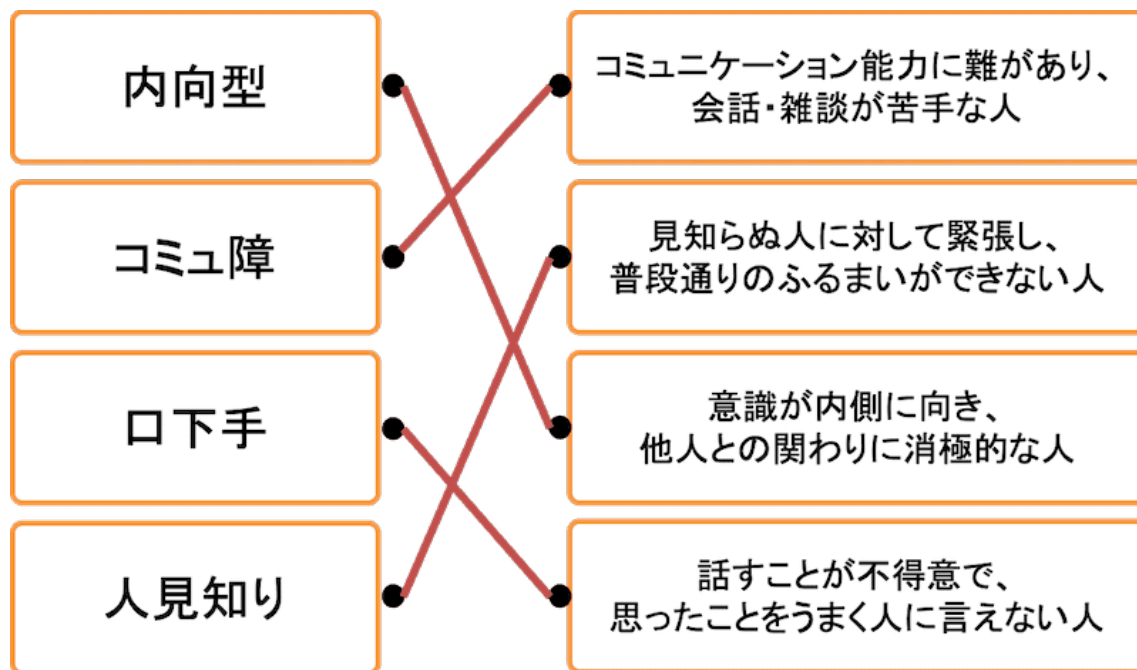 内向型
コミュニケーション能力に難があり、
会話・雑談が苦手な人
コミュ障
見知らぬ人に対して緊張し、
普段通りのふるまいができない人
口下手
意識が内側に向き、
他人との関わりに消極的な人
人見知り
話すことが不得意で、
思ったことをうまく人に言えない人